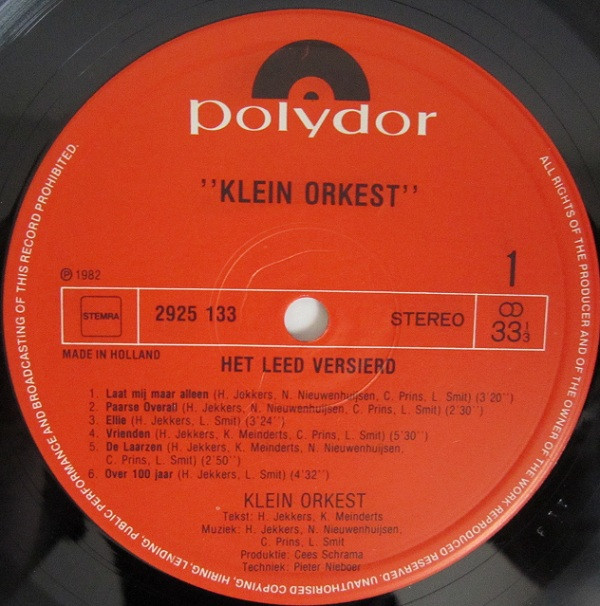 polydor
''KLEIN ORKEST''
Ⓟ 1982
1
STEMRA
2925 133
STEREO
33 1/3
MADE IN HOLLAND
HET LEED VERSIERD
1. Laat mij maar alleen (H. Jokkers, N. Nieuwenhuijsen, C. Prins, L. Smit) (3'20'')
2. Paarse Overall (H. Jekkers, N. Nieuwenhuijsen, C. Prins, L. Smit) (2'30'')
3. Ellie (H. Jekkers, L. Smit) (3'24'')
4. Vrienden (H. Jekkers, K. Meinderts, C. Prins, L. Smit) (5'30'')
5. De Laarzen (H. Jekkers, K. Meinderts, N. Nieuwenhuijsen,
C. Prins, L. Smit) (2'50'')
6. Over 100 jaar (H. Jekkers, L. Smit) (4'32'')
KLEIN ORKEST
Tekst: H. Jekkers, K. Meinderts
Muziek: H. Jekkers, N. Nieuwenhuijsen,
C. Prins, L. Smit
Produktie: Cees Schrama
Techniek: Pieter Nieboer
ALL RIGHTS OF THE PRODUCER AND OF THE OWNER OF THE WORK REPRODUCED RESERVED. UNAUTHORISED COPYING, HIRING, LENDING, PUBLIC PERFORMANCE AND BROADCASTING OF THIS RECORD PROHIBITED.